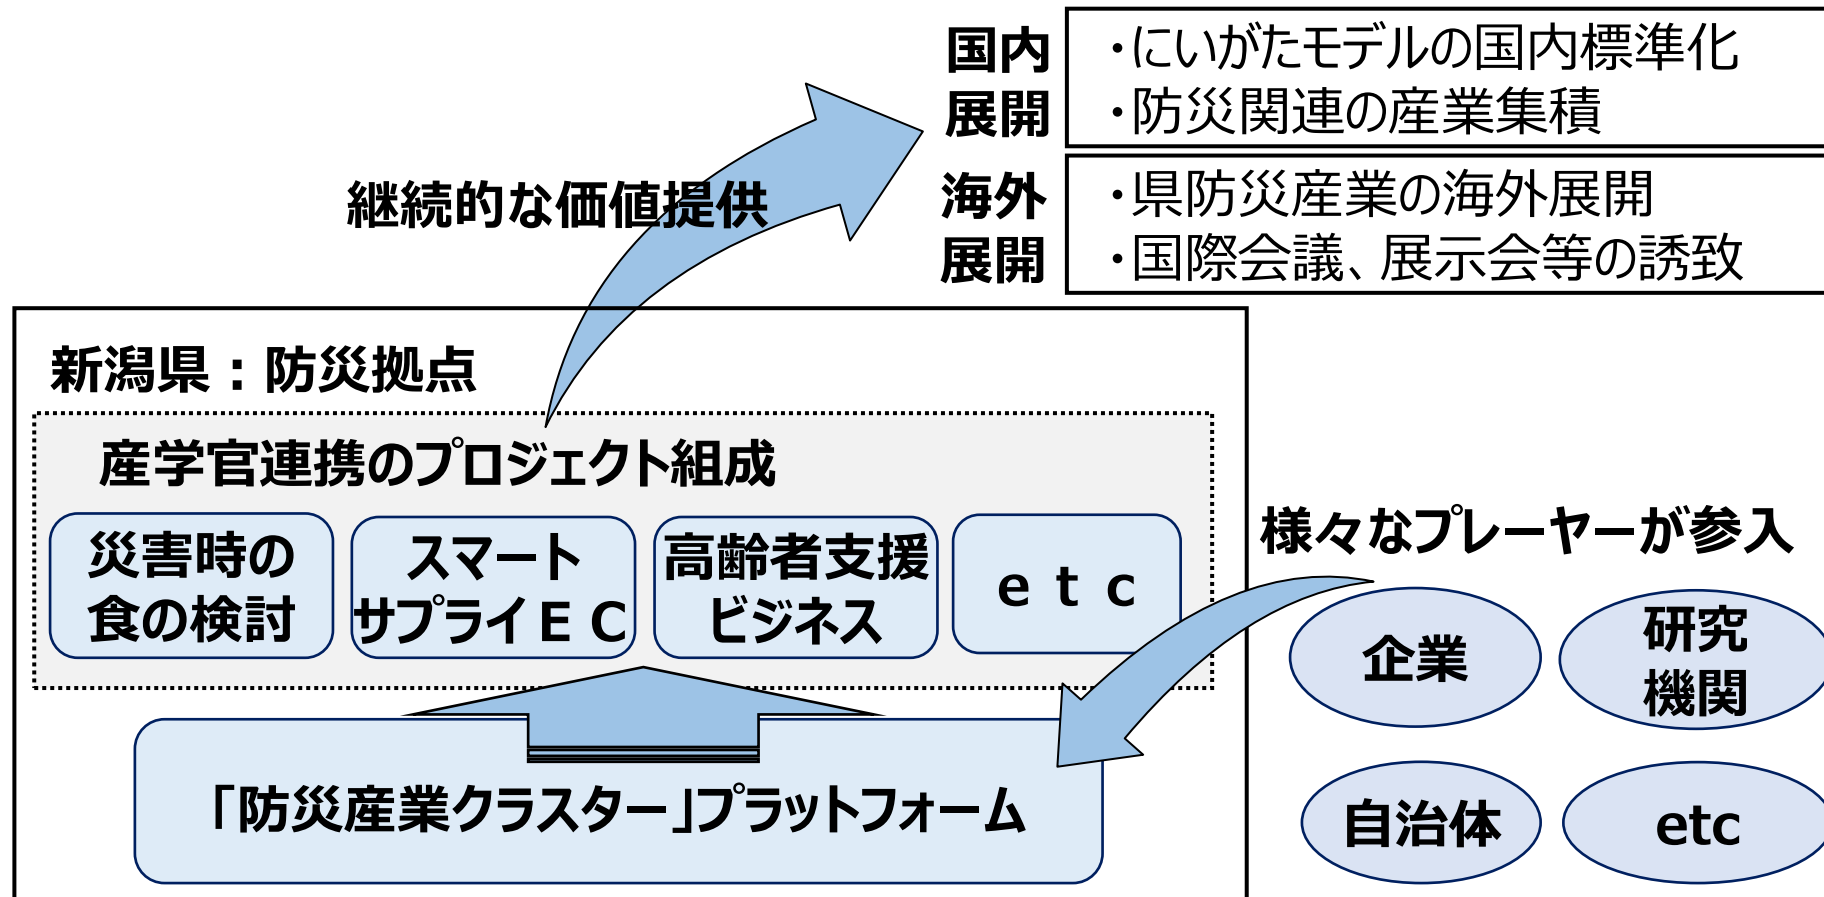 国内
展開
・にいがたモデルの国内標準化
・防災関連の産業集積
継続的な価値提供
海外
展開
・県防災産業の海外展開
・国際会議、展示会等の誘致
新潟県：防災拠点
産学官連携のプロジェクト組成
災害時の
食の検討
スマート
サプライＥＣ
高齢者支援
ビジネス
ｅｔｃ
様々なプレーヤーが参入
企業
研究
機関
自治体
etc
「防災産業クラスター」プラットフォーム